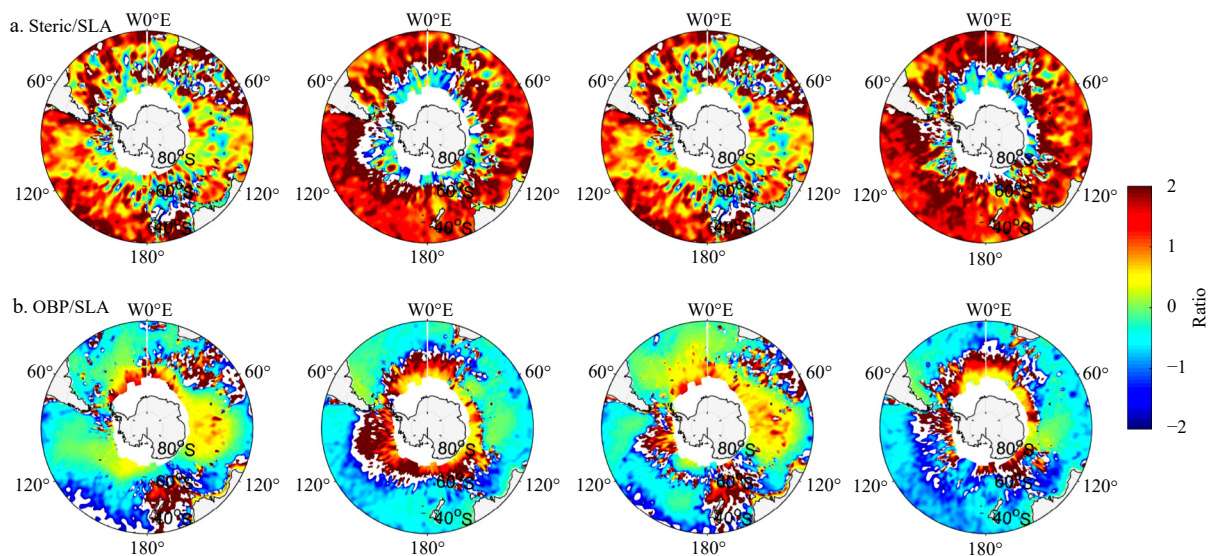 a. Steric/SLA
W0°E W0°E W0°E W0°E
60° 60° 60° 60° 60° 60° 60° 60°
80°S 80°S 80°S 80°S
120° 60°S 120° 120° 60°S 120° 120° 60°S 120° 120° 60°S 120°
40°S 40°S 40°S 40°S
180° 180° 180° 180°
b. OBP/SLA
W0°E W0°E W0°E W0°E
60° 60° 60° 60° 60° 60° 60° 60°
80°S 80°S 80°S 80°S
120° 60°S 120° 120° 60°S 120° 120° 60°S 120° 120° 60°S 120°
40°S 40°S 40°S 40°S
180° 180° 180° 180°
2
1
0
−1
−2
Ratio